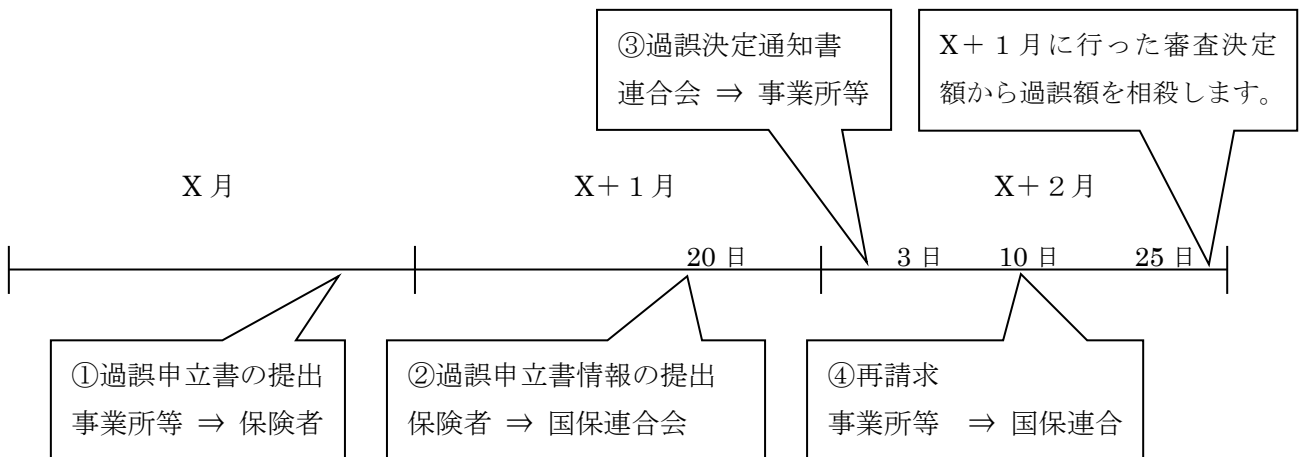 ③過誤決定通知書
連合会 ⇒ 事業所等
X+１月に行った審査決定
額から過誤額を相殺します。
X 月
X+１月
X+２月
20 日
3 日
10 日
25 日
①過誤申立書の提出
事業所等 ⇒ 保険者
②過誤申立書情報の提出
保険者 ⇒ 国保連合会
④再請求
事業所等　⇒ 国保連合